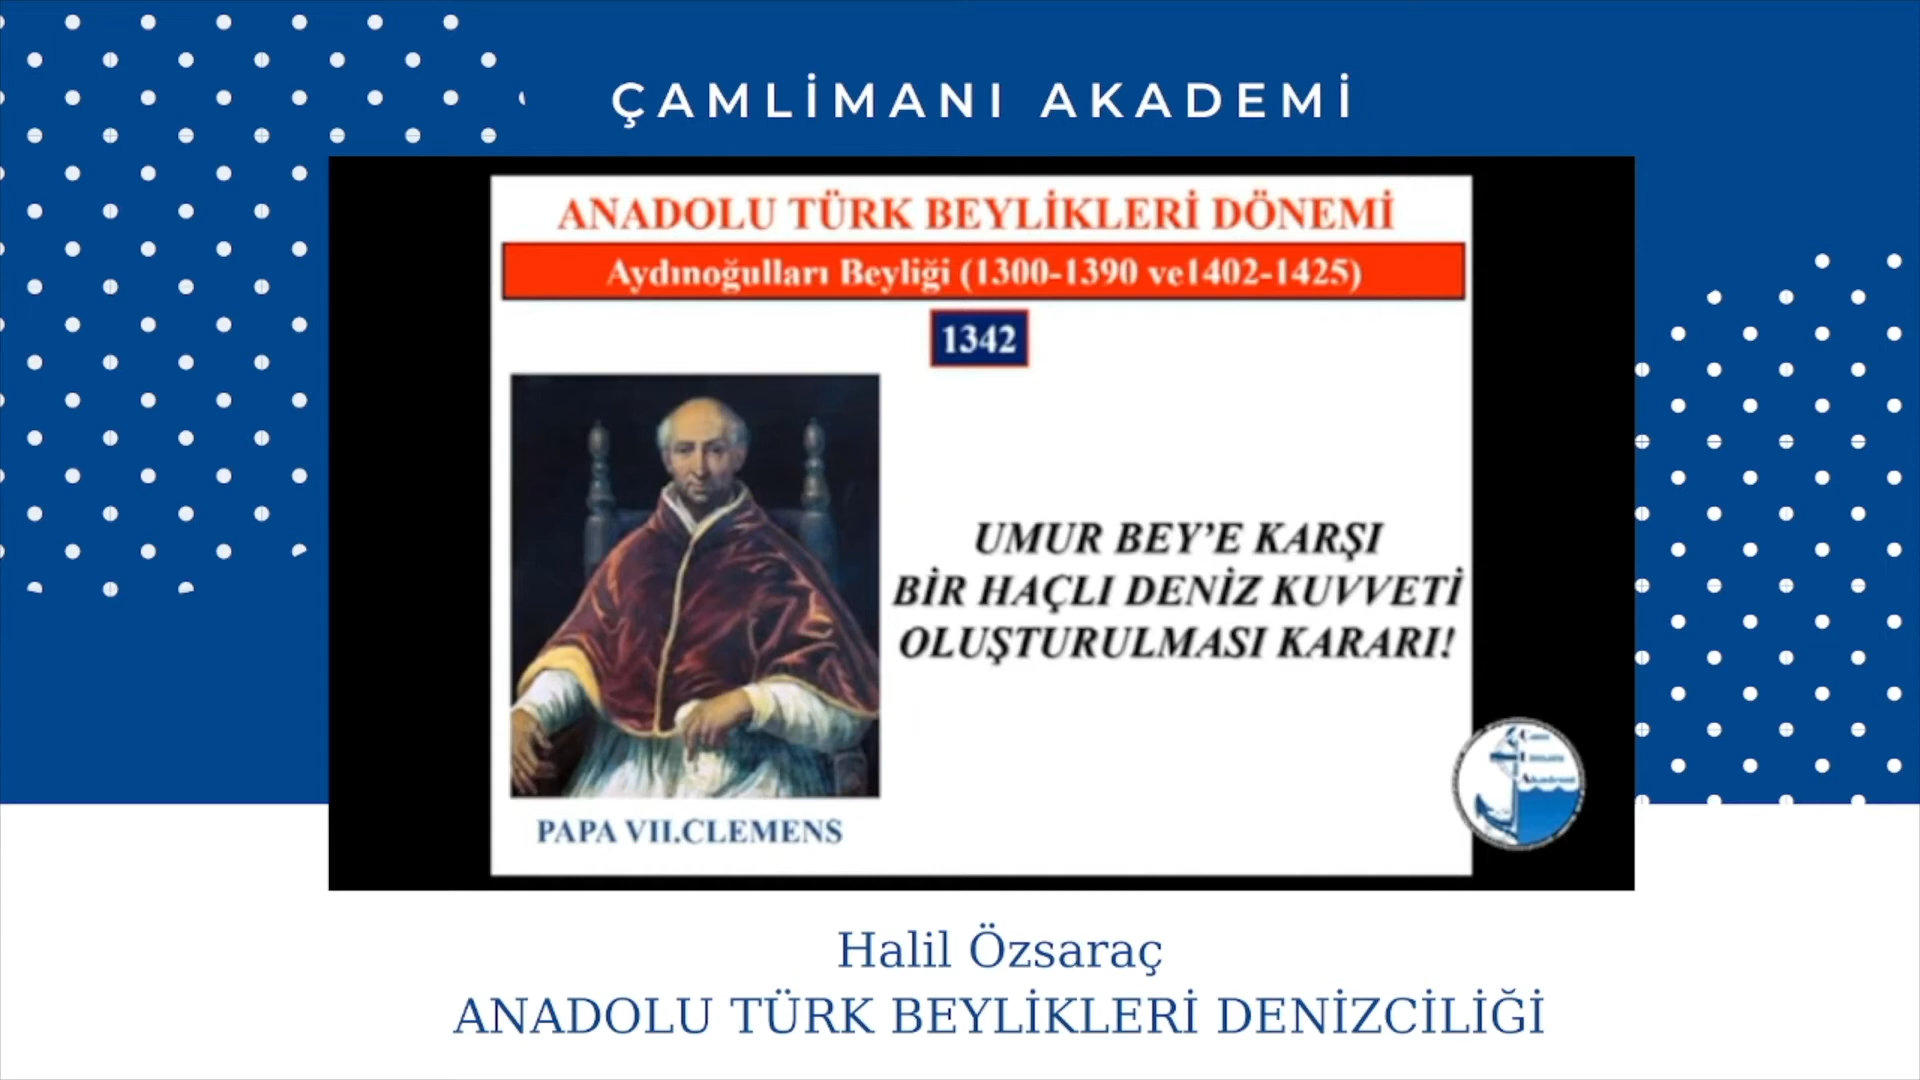 ÇAMLİMANI AKADEMİ
ANADOLU TÜRK BEYLİKLERİ DÖNEMİ
Aydınoğulları Beyliği (1300-1390 ve1402-1425)
1342
UMUR BEY’E KARŞI
BİR HAÇLI DENİZ KUVVETİ
OLUŞTURULMASI KARARI!
PAPA VII.CLEMENS
Halil Özsaraç
ANADOLU TÜRK BEYLİKLERİ DENİZCİLİĞİ